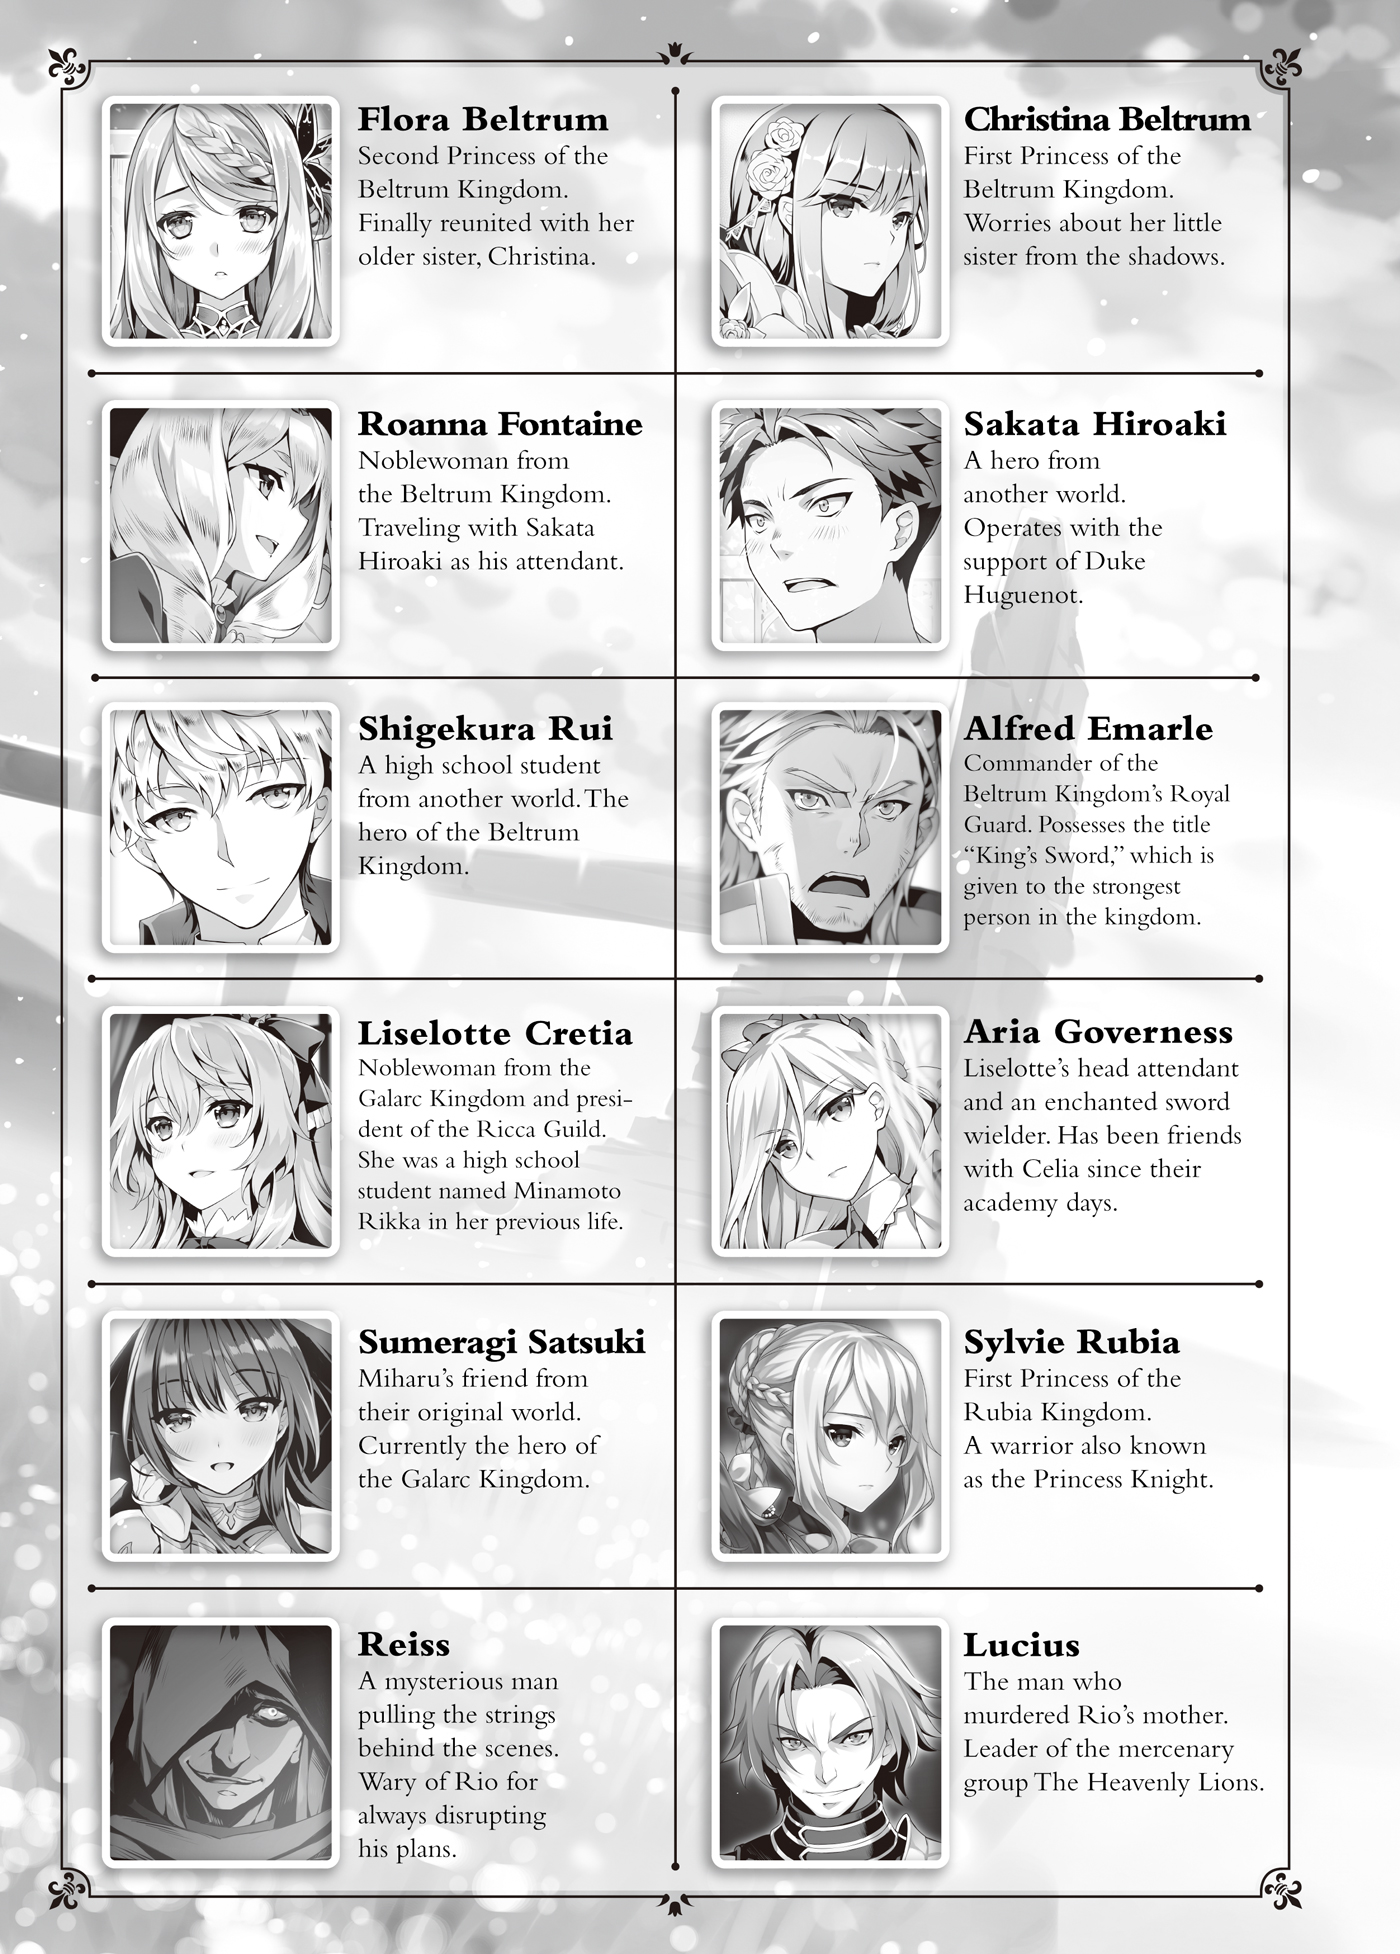 Flora Beltrum
Second Princess of the
Beltrum Kingdom.
Finally reunited with her
older sister, Christina.
Christina Beltrum
First Princess of the
Beltrum Kingdom.
Worries about her little
sister from the shadows.
Roanna Fontaine
Noblewoman from
the Beltrum Kingdom.
Traveling with Sakata
Hiroaki as his attendant.
Sakata Hiroaki
A hero from
another world.
Operates with the
support of Duke
Huguenot.
Shigekura Rui
A high school student
from another world. The
hero of the Beltrum
Kingdom.
Alfred Emarle
Commander of the
Beltrum Kingdom’s Royal
Guard. Possesses the title
“King’s Sword,” which is
given to the strongest
person in the kingdom.
Liselotte Cretia
Noblewoman from the
Galarc Kingdom and presi-
dent of the Ricca Guild.
She was a high school
student named Minamoto
Rikka in her previous life.
Aria Governess
Liselotte’s head attendant
and an enchanted sword
wielder. Has been friends
with Celia since their
academy days.
Sumeragi Satsuki
Miharu’s friend from
their original world.
Currently the hero of
the Galarc Kingdom.
Sylvie Rubia
First Princess of the
Rubia Kingdom.
A warrior also known
as the Princess Knight.
Reiss
A mysterious man
pulling the strings
behind the scenes.
Wary of Rio for
always disrupting
his plans.
Lucius
The man who
murdered Rio’s mother.
Leader of the mercenary
group The Heavenly Lions.